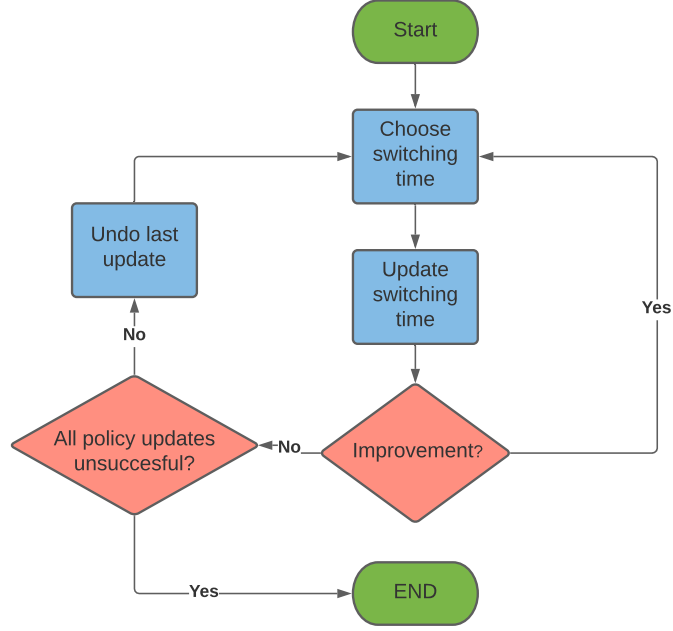 Start
Choose
switching
time
Undo last
update
Update
switching
time
Yes
No
All policy updates
unsuccesful?
No
Improvement?
Yes
END